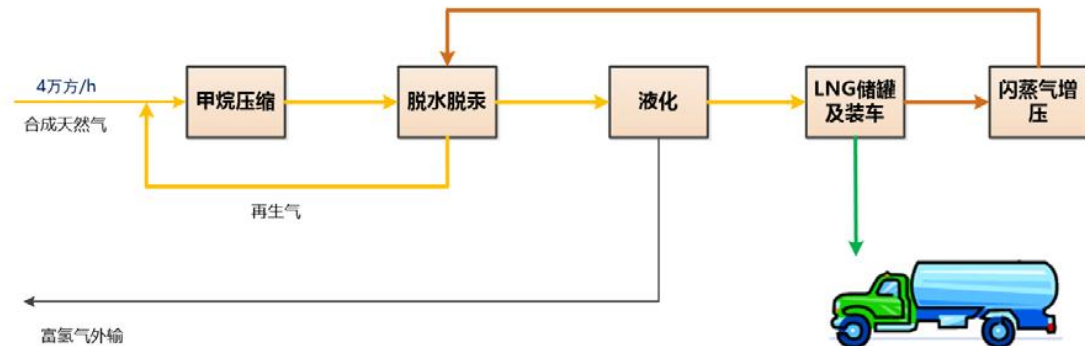 4万方/h
合成天然气
甲烷压缩
脱水脱汞
液化
LNG储罐
及装车
闪蒸气增
压
再生气
富氢气外输